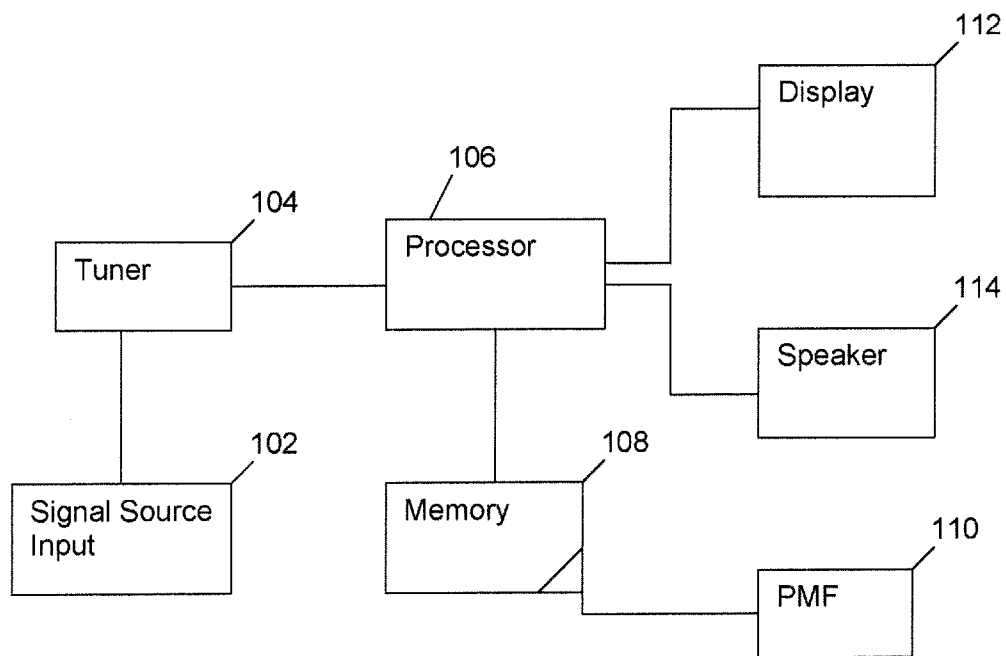 112
Display
106
104
Processor
Tuner
114
Speaker
102
108
Signal Source
Input
Memory
110
PMF